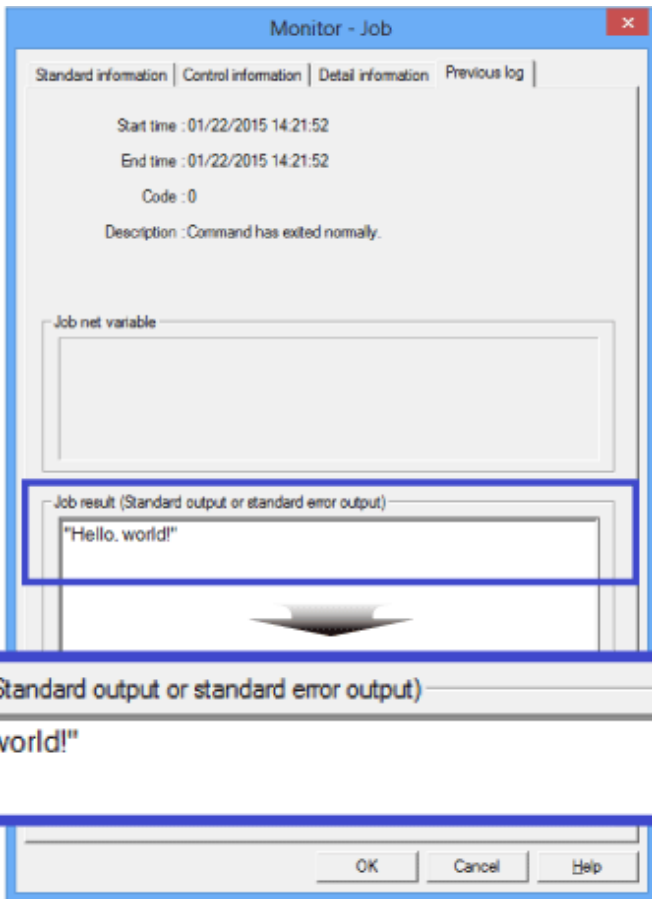 Monitor - Job
Standard information Control information Detail information Previous log
Start time : 01/22/2015 14:21:52
End time : 01/22/2015 14:21:52
Code : 0
Description : Command has exited normally.
Job net variable
Job result (Standard output or standard error output)
"Hello, world!"
Standard output or standard error output)
world!"
OK Cancel Help